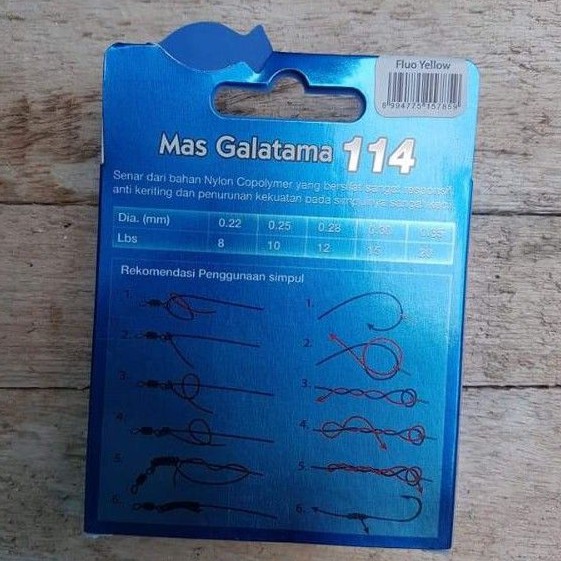 Fluo Yellow
8 994775 157859
Mas Galatama 114
Senar dari bahan Nylon Copolymer yang bersifat sangat responsif,
anti keriting dan penurunan kekuatan pada simpulnya sangat
Dia. (mm) 0.22 0.25 0.28 0.30 0.35
Lbs 8 10 12 15 20
Rekomendasi Penggunaan simpul
1. 1.
2. 2.
3. 3.
4. 4.
5. 5.
6. 6.